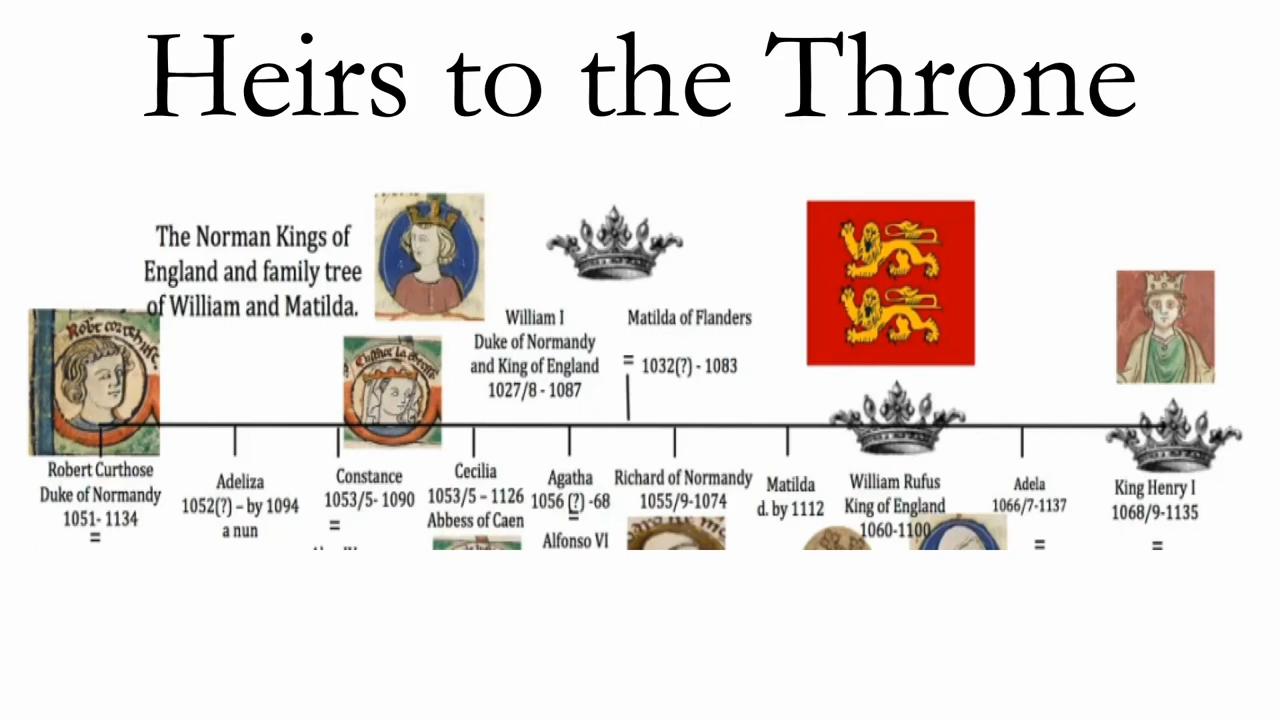 Heirs to the Throne
The Norman Kings of
England and family tree
of William and Matilda.
William I
Duke of Normandy
and King of England
1027/8 - 1087
Matilda of Flanders
=
1032(?) - 1083
Robert Curthose
Duke of Normandy
1051- 1134
=
Adeliza
1052(?) – by 1094
a nun
Constance
1053/5- 1090
=
Cecilia
1053/5 – 1126
Abbess of Caen
Agatha
1056 (?) -68
=
Alfonso VI
Richard of Normandy
1055/9-1074
Matilda
d. by 1112
William Rufus
King of England
1060-1100
Adela
1066/7-1137
=
King Henry I
1068/9-1135
=